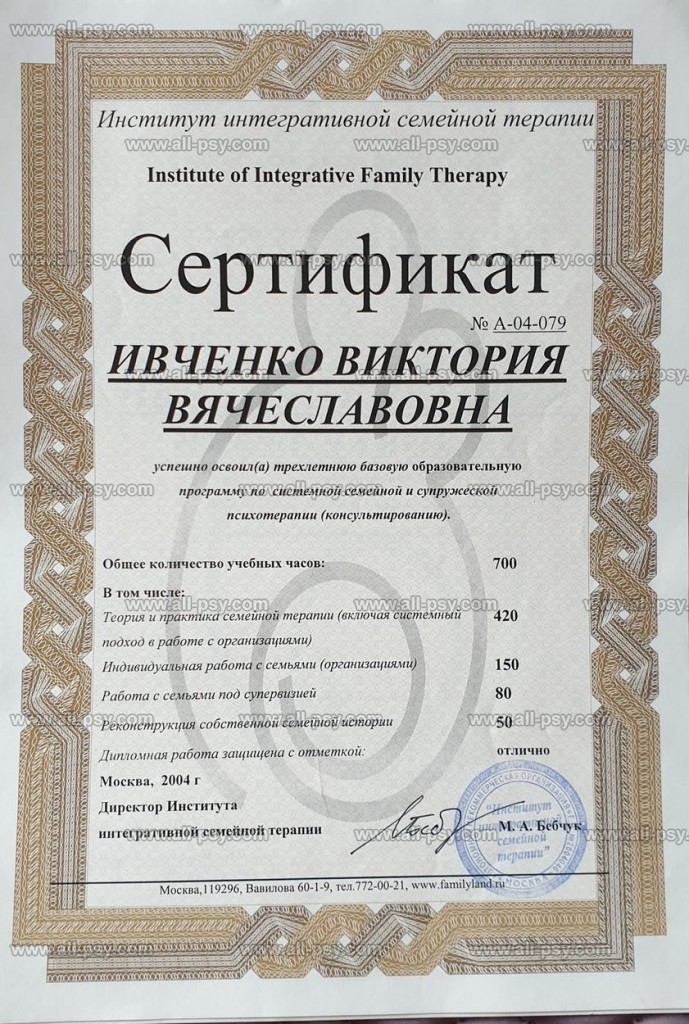 Институт интегративной семейной терапии
Institute of Integrative Family Therapy
Сертификат
№ А-04-079
ИВЧЕНКО ВИКТОРИЯ
ВЯЧЕСЛАВОВНА
успешно освоил(а) трехлетнюю базовую образовательную
программу по системной семейной и супружеской
психотерапии (консультированию).
Общее количество учебных часов: 700
В том числе:
Теория и практика семейной терапии (включая системный 420
подход в работе с организациями)
Индивидуальная работа с семьями (организациями) 150
Работа с семьями под супервизией 80
Реконструкция собственной семейной истории 50
Дипломная работа защищена с отметкой: отлично
Москва, 2004 г
Директор Института
интегративной семейной терапии М. А. Бебчук
"Институт
семейной
терапии"
МОСКВА
Москва,119296, Вавилова 60-1-9, тел.772-00-21, www.familyland.ru
www.all-psy.com